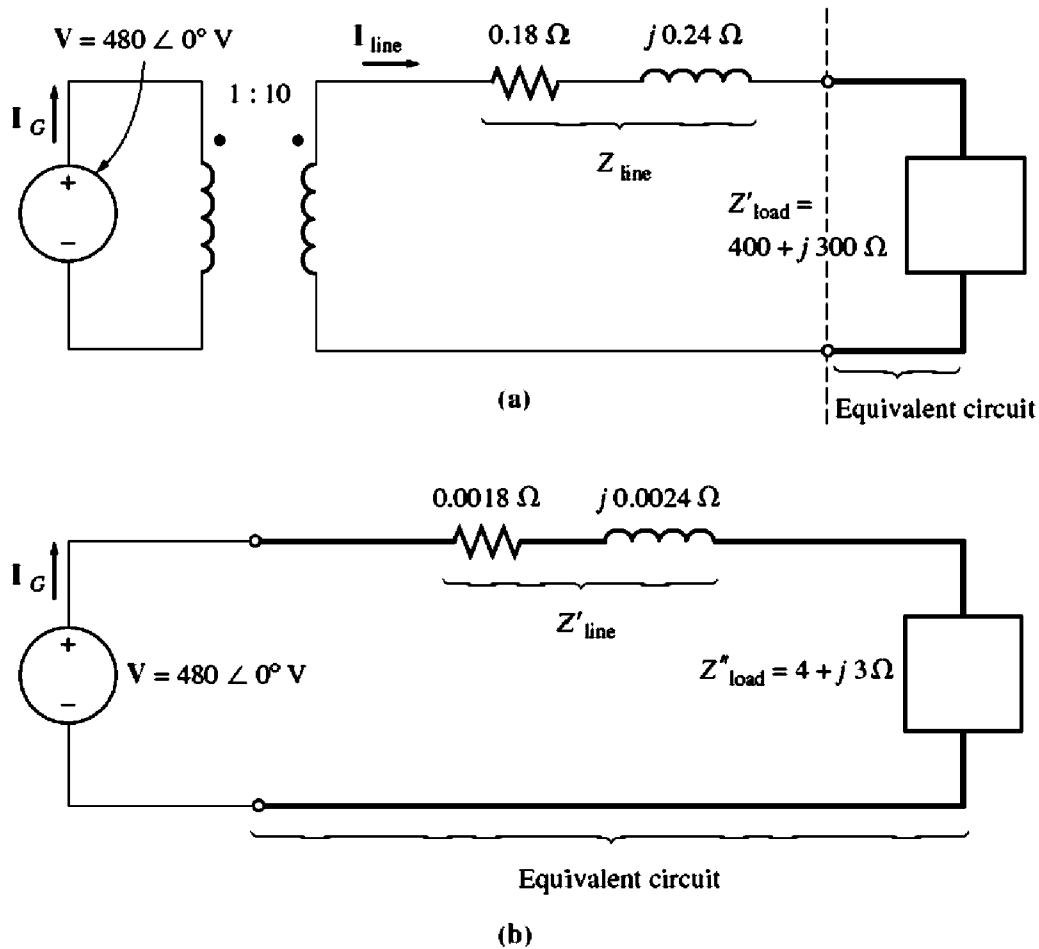 V = 480 ∠ 0° V
I line
0.18 Ω
j 0.24 Ω
I G
1 : 10
+
−
Z line
Z′load =
400 + j 300 Ω
(a)
Equivalent circuit
0.0018 Ω
j 0.0024 Ω
I G
Z′line
+
−
V = 480 ∠ 0° V
Z″load = 4 + j 3 Ω
Equivalent circuit
(b)